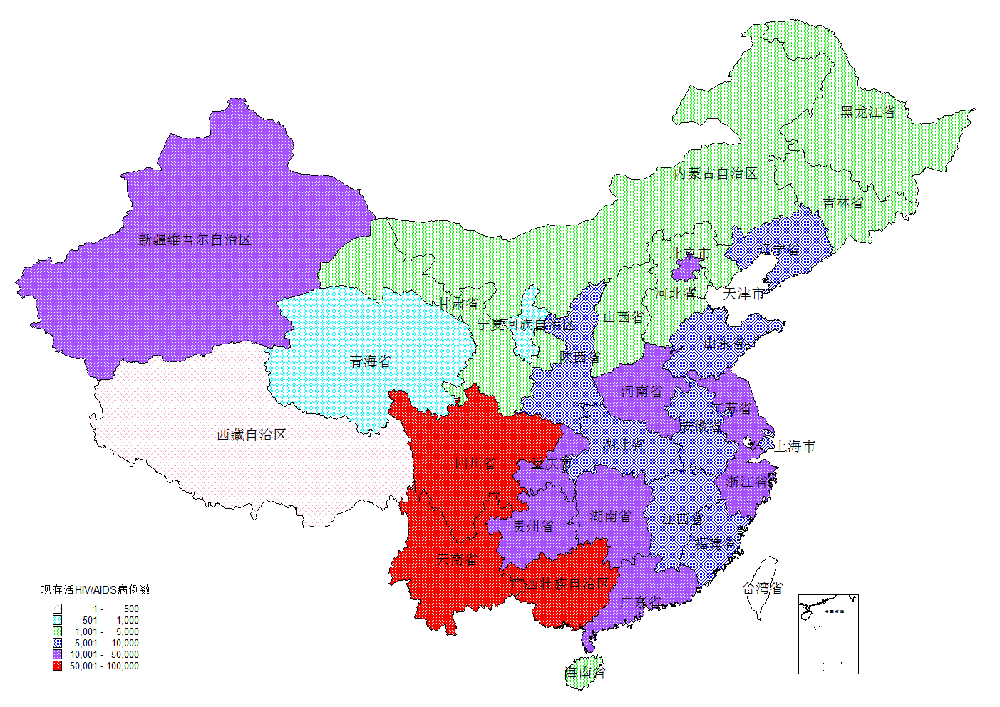 黑龙江省
内蒙古自治区
吉林省
新疆维吾尔自治区
辽宁省
北京市
河北省
天津市
甘肃省
山西省
宁夏回族自治区
山东省
陕西省
青海省
河南省
江苏省
安徽省
西藏自治区
湖北省
上海市
四川省
重庆市
浙江省
湖南省
江西省
贵州省
福建省
云南省
广西壮族自治区
台湾省
广东省
海南省
现存活HIV/AIDS病例数
1 - 500
501 - 1,000
1,001 - 5,000
5,001 - 10,000
10,001 - 50,000
50,001 - 100,000